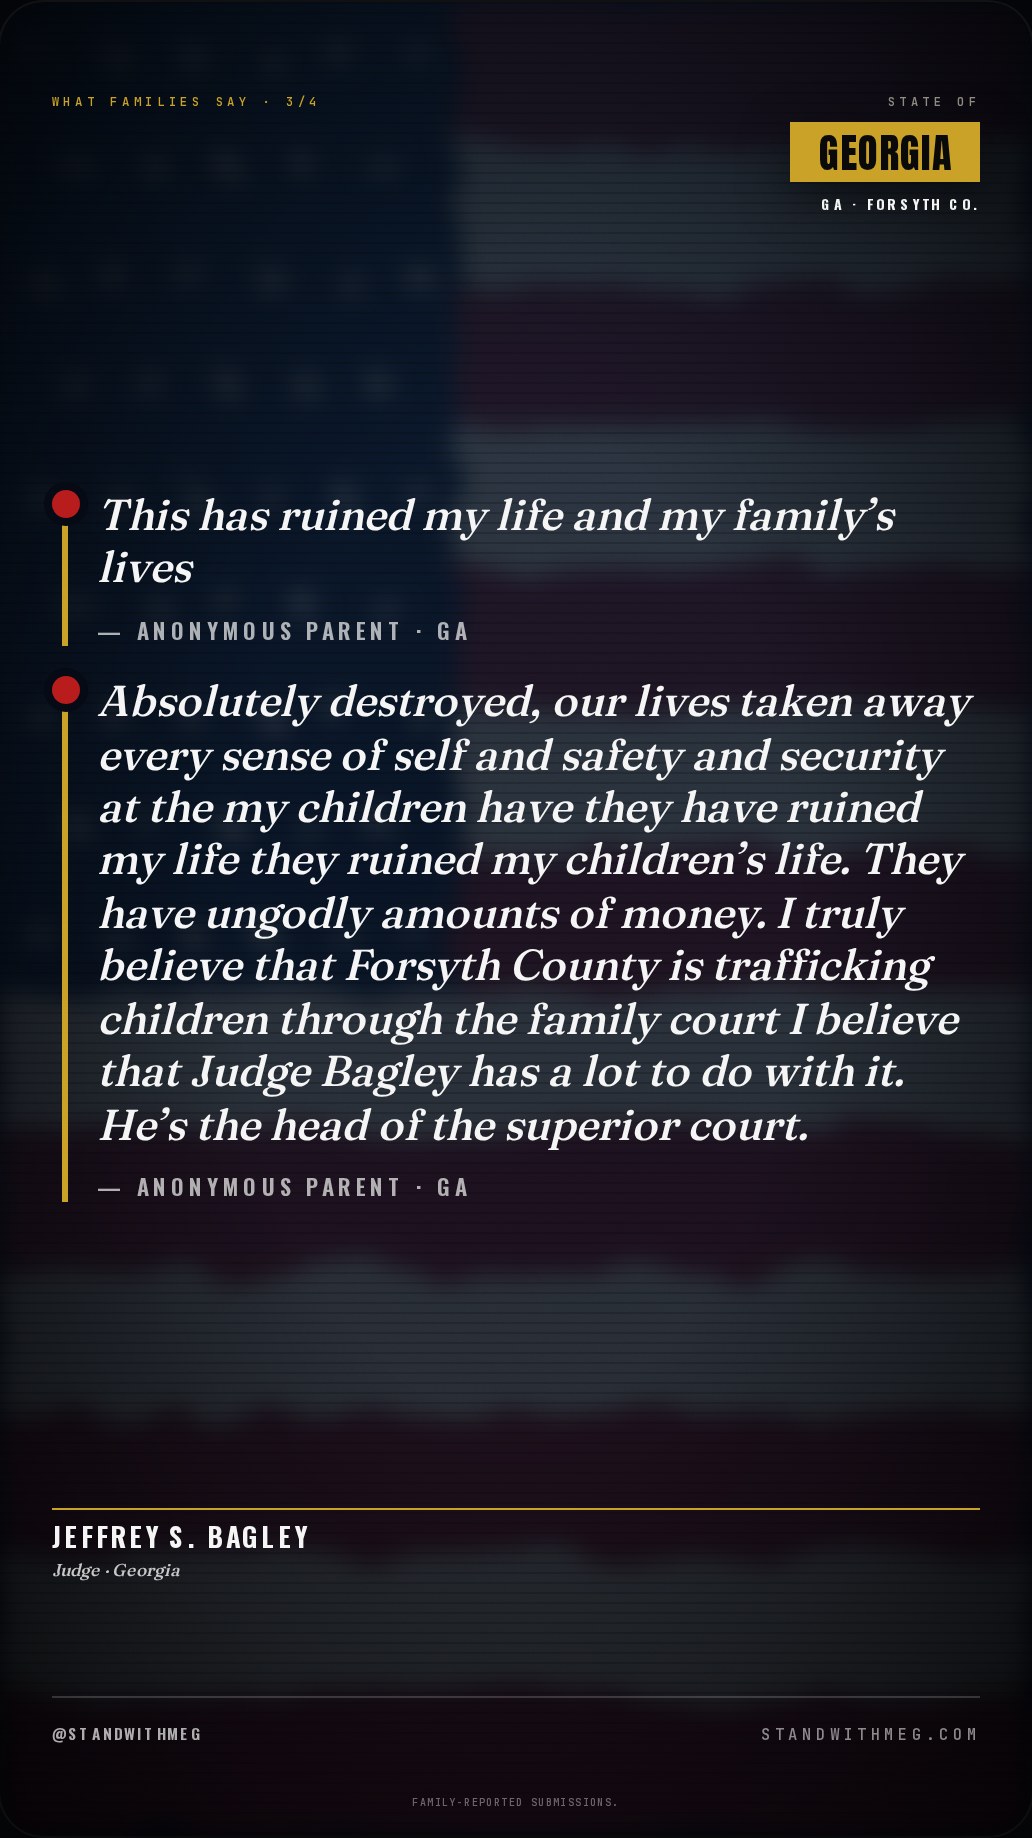 WHAT FAMILIES SAY · 3/4
STATE OF
GEORGIA
GA · FORSYTH CO.
This has ruined my life and my family’s
lives
— ANONYMOUS PARENT · GA
Absolutely destroyed, our lives taken away
every sense of self and safety and security
at the my children have they have ruined
my life they ruined my children’s life. They
have ungodly amounts of money. I truly
believe that Forsyth County is trafficking
children through the family court I believe
that Judge Bagley has a lot to do with it.
He’s the head of the superior court.
— ANONYMOUS PARENT · GA
JEFFREY S. BAGLEY
Judge · Georgia
@STANDWITHMEG
STANDWITHMEG.COM
FAMILY-REPORTED SUBMISSIONS.